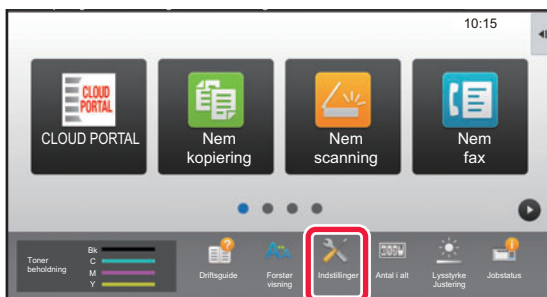 10:15
CLOUD
PORTAL
CLOUD PORTAL
Nem
kopiering
Nem
scanning
Nem
fax
Toner
beholdning
Bk
C
M
Y
Driftsguide
Forstør
visning
Indstillinger
Antal i alt
Lysstyrke
Justering
Jobstatus